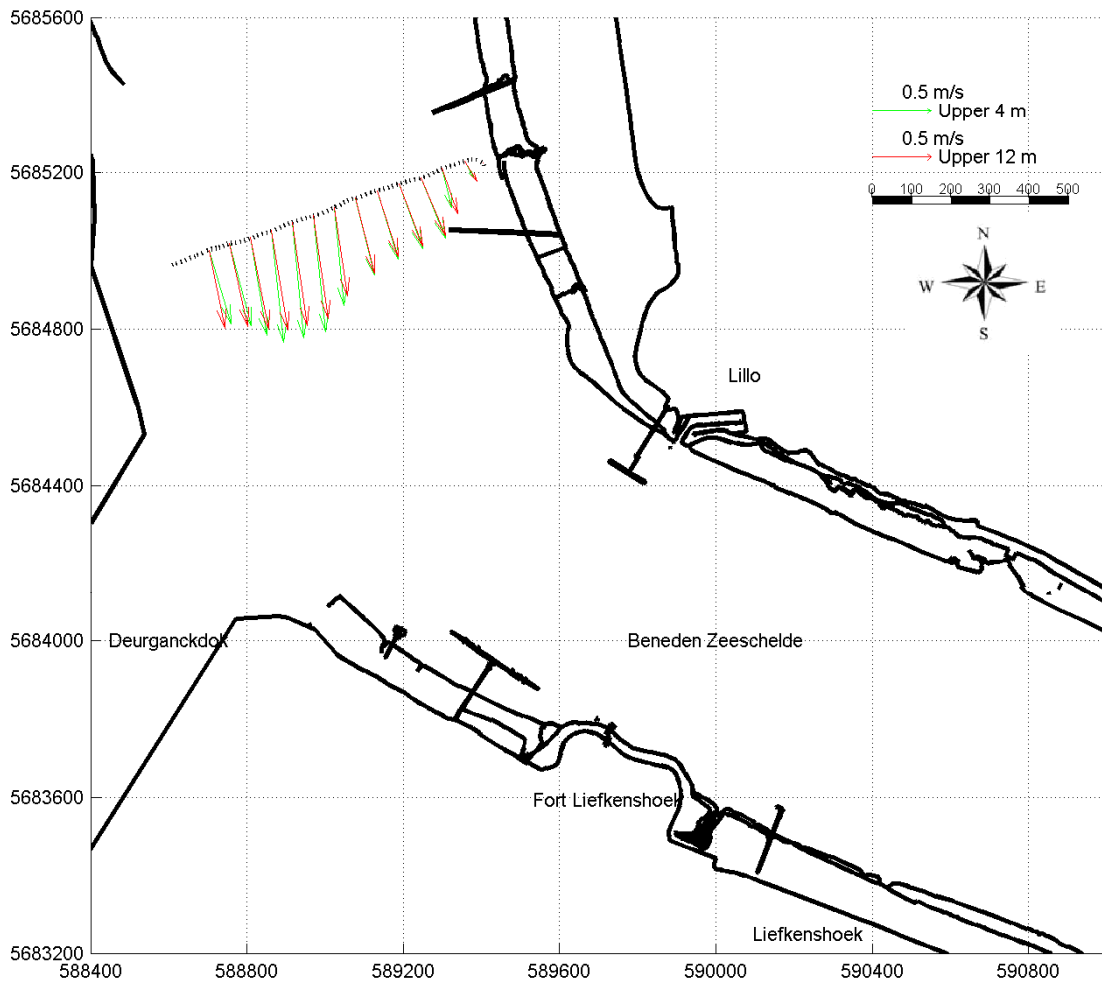 5685600
5685200
5684800
5684400
5684000
5683600
5683200
588400
588800
589200
589600
590000
590400
590800
0.5 m/s
Upper 4 m
0.5 m/s
Upper 12 m
0 100 200 300 400 500
N
W E
S
Lillo
Deurganckdok
Beneden Zeeschelde
Fort Liefkenshoek
Liefkenshoek